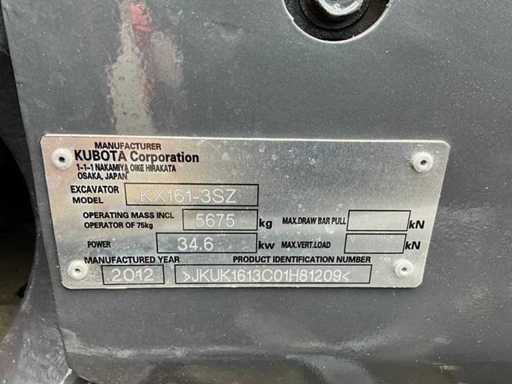 MANUFACTURER
KUBOTA Corporation
1-1-1 NAKAMIYA OIKE HIRAKATA
OSAKA, JAPAN
EXCAVATOR MODEL KX161-3SZ
OPERATING MASS INCL OPERATOR OF 75kg 5675 kg MAX.DRAW BAR PULL kN
POWER 34.6 kw MAX.VERT.LOAD kN
MANUFACTURED YEAR PRODUCT IDENTIFICATION NUMBER
2012 >JKUK1613C01H81209<